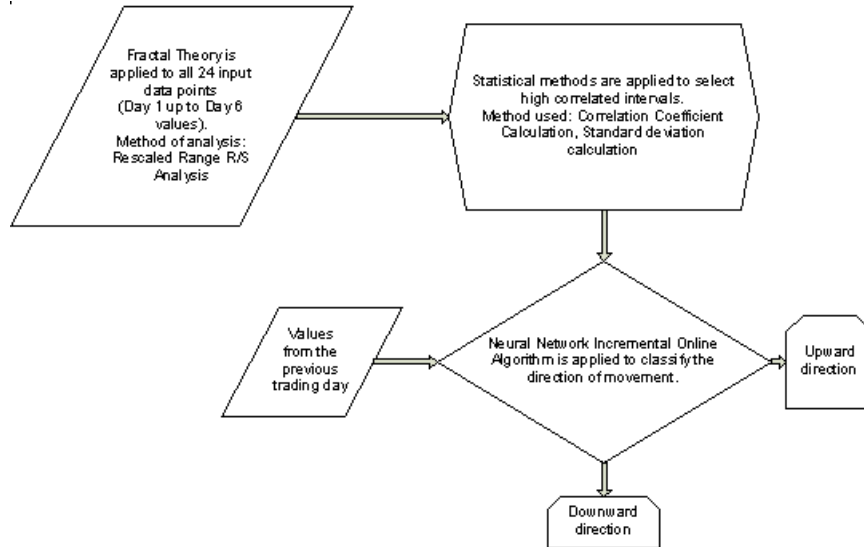 Fractal Theory is
applied to all 24 input
data points
(Day 1 up to Day 6
values).
Method of analysis:
Rescaled Range R/S
Analysis
Statistical methods are applied to select
high correlated intervals.
Method used: Correlation Coefficient
Calculation, Standard deviation
calculation
Values
from the
previous
trading day
Neural Network Incremental Online
Algorithm is applied to classify the
direction of movement.
Upward
direction
Downward
direction